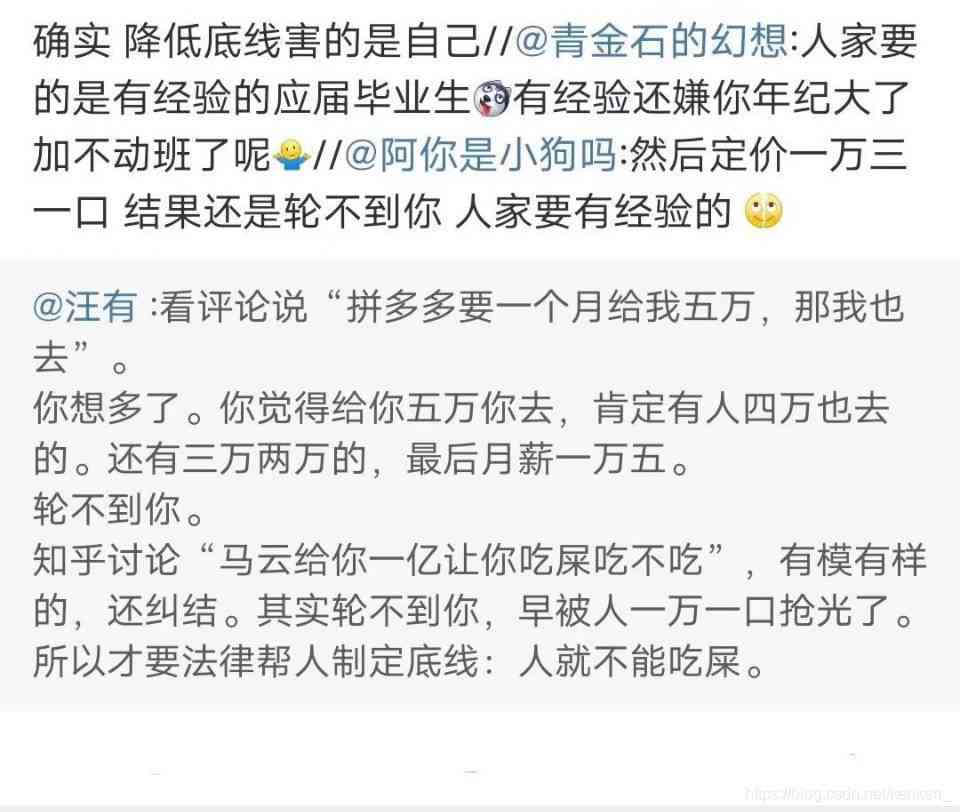 确实 降低底线害的是自己//@青金石的幻想:人家要
的是有经验的应届毕业生有经验还嫌你年纪大了
加不动班了呢//@阿你是小狗吗:然后定价一万三
一口 结果还是轮不到你 人家要有经验的
@汪有 :看评论说“拼多多要一个月给我五万，那我也
去”。
你想多了。你觉得给你五万你去，肯定有人四万也去
的。还有三万两万的，最后月薪一万五。
轮不到你。
知乎讨论“马云给你一亿让你吃屎吃不吃”，有模有样
的，还纠结。其实轮不到你，早被人一万一口抢光了。
所以才要法律帮人制定底线：人就不能吃屎。